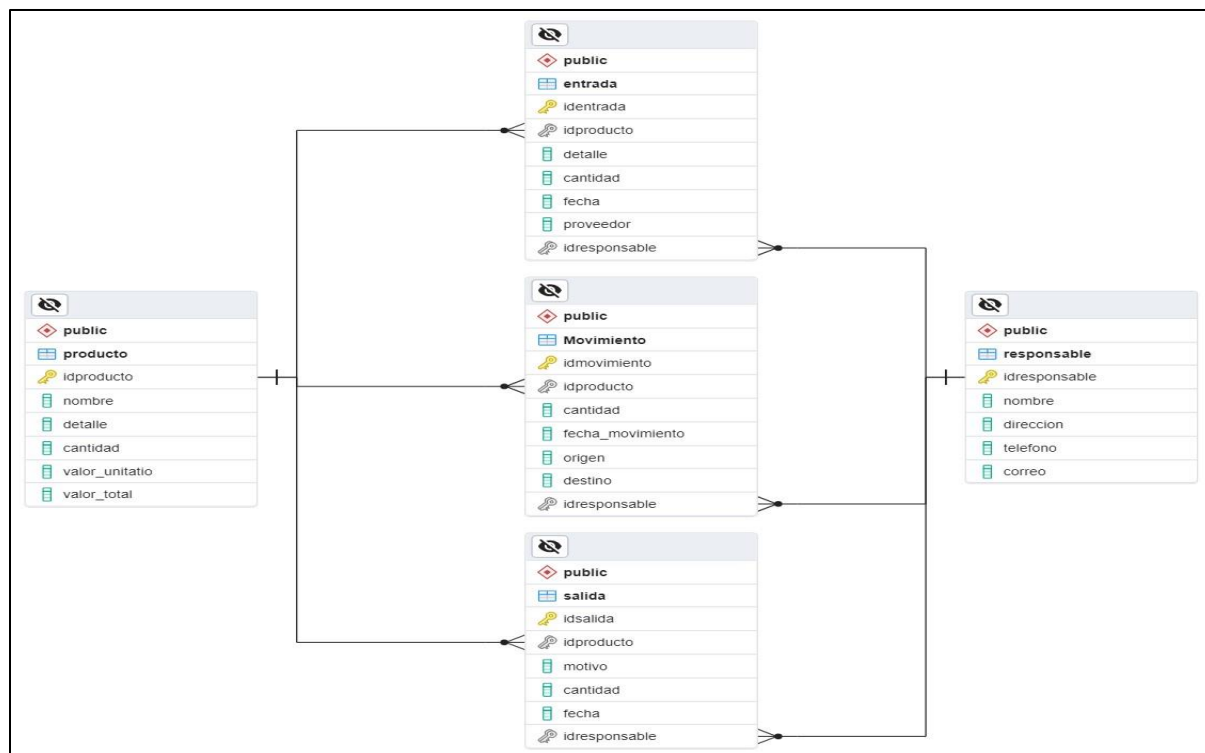 public
entrada
identrada
idproducto
detalle
cantidad
fecha
proveedor
idresponsable
public
producto
idproducto
nombre
detalle
cantidad
valor_unitatio
valor_total
public
Movimiento
idmovimiento
idproducto
cantidad
fecha_movimiento
origen
destino
idresponsable
public
responsable
idresponsable
nombre
direccion
telefono
correo
public
salida
idsalida
idproducto
motivo
cantidad
fecha
idresponsable